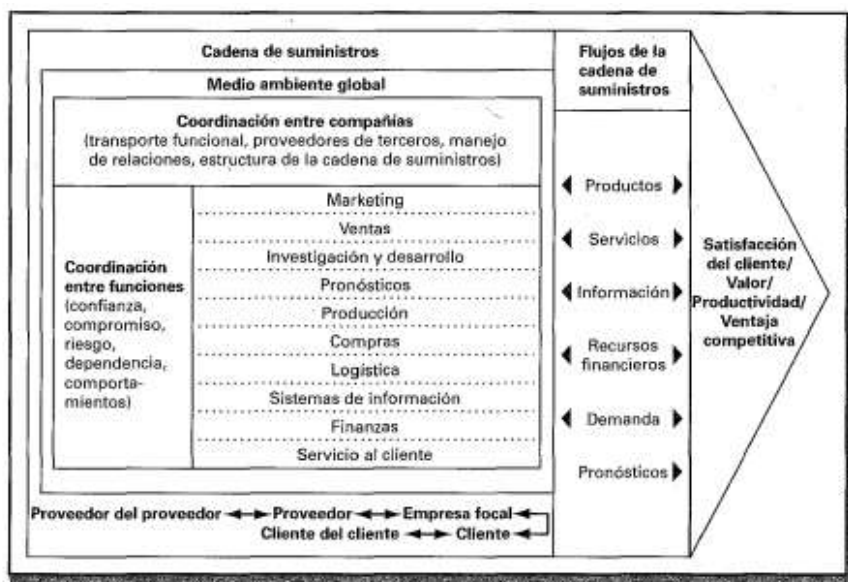 Cadena de suministros
Medio ambiente global
Coordinación entre compañías
(transporte funcional, proveedores de terceros, manejo
de relaciones, estructura de la cadena de suministros)
Coordinación
entre funciones
(confianza,
compromiso,
riesgo,
dependencia,
comporta-
mientos)
Marketing
Ventas
Investigación y desarrollo
Pronósticos
Producción
Compras
Logística
Sistemas de información
Finanzas
Servicio al cliente
Proveedor del proveedor
Proveedor
Empresa focal
Cliente del cliente
Cliente
Flujos de la
cadena de
suministros
Productos
Servicios
Información
Recursos
financieros
Demanda
Pronósticos
Satisfacción
del cliente/
Valor/
Productividad/
Ventaja
competitiva